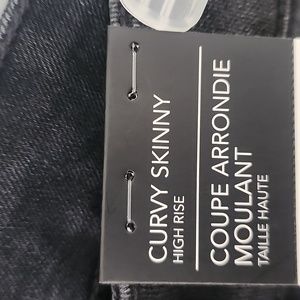 CURVY SKINNY
HIGH RISE
COUPE ARRONDIE
MOULANT
TAILLE HAUTE